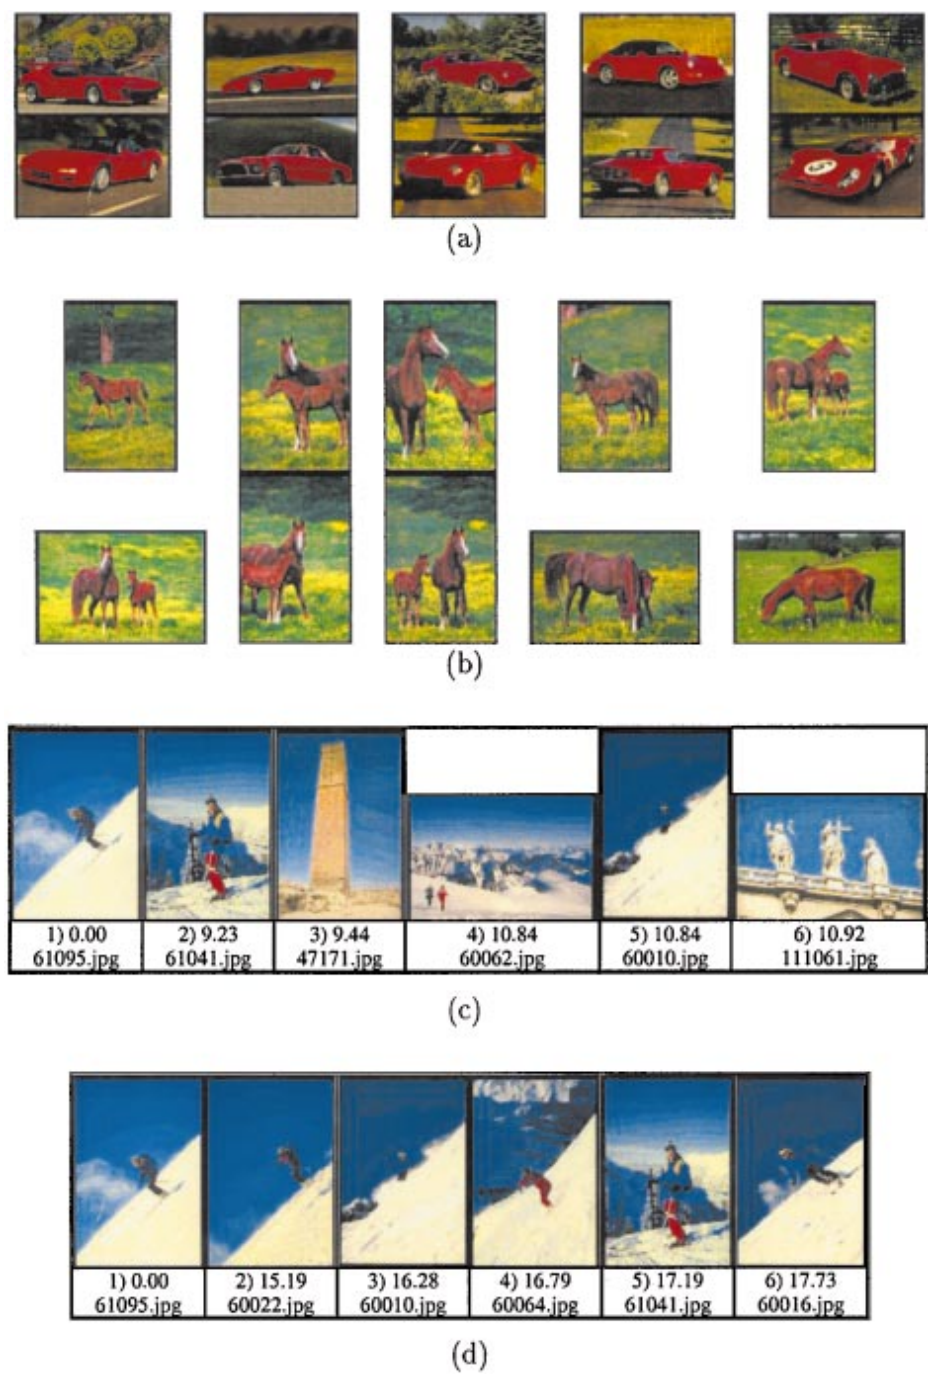 (a)
(b)
1) 0.00
61095.jpg
2) 9.23
61041.jpg
3) 9.44
47171.jpg
4) 10.84
60062.jpg
5) 10.84
60010.jpg
6) 10.92
111061.jpg
(c)
1) 0.00
61095.jpg
2) 15.19
60022.jpg
3) 16.28
60010.jpg
4) 16.79
60064.jpg
5) 17.19
61041.jpg
6) 17.73
60016.jpg
(d)